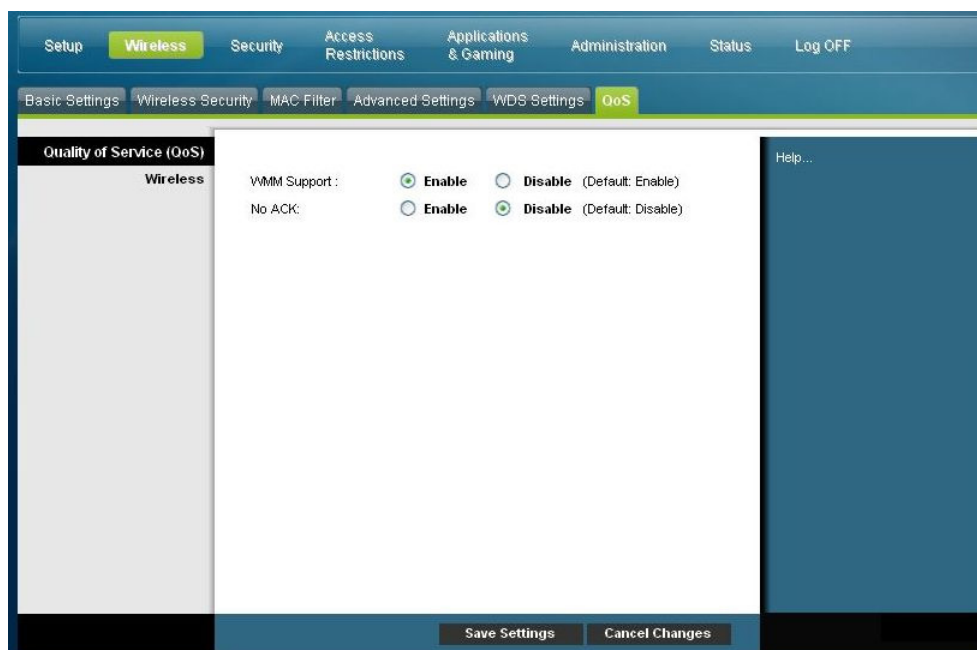 Setup Wireless Security Access Restrictions Applications & Gaming Administration Status Log OFF
Basic Settings Wireless Security MAC Filter Advanced Settings WDS Settings QoS
Quality of Service (QoS)
Wireless
WMM Support : Enable Disable (Default: Enable)
No ACK: Enable Disable (Default: Disable)
Help...
Save Settings Cancel Changes